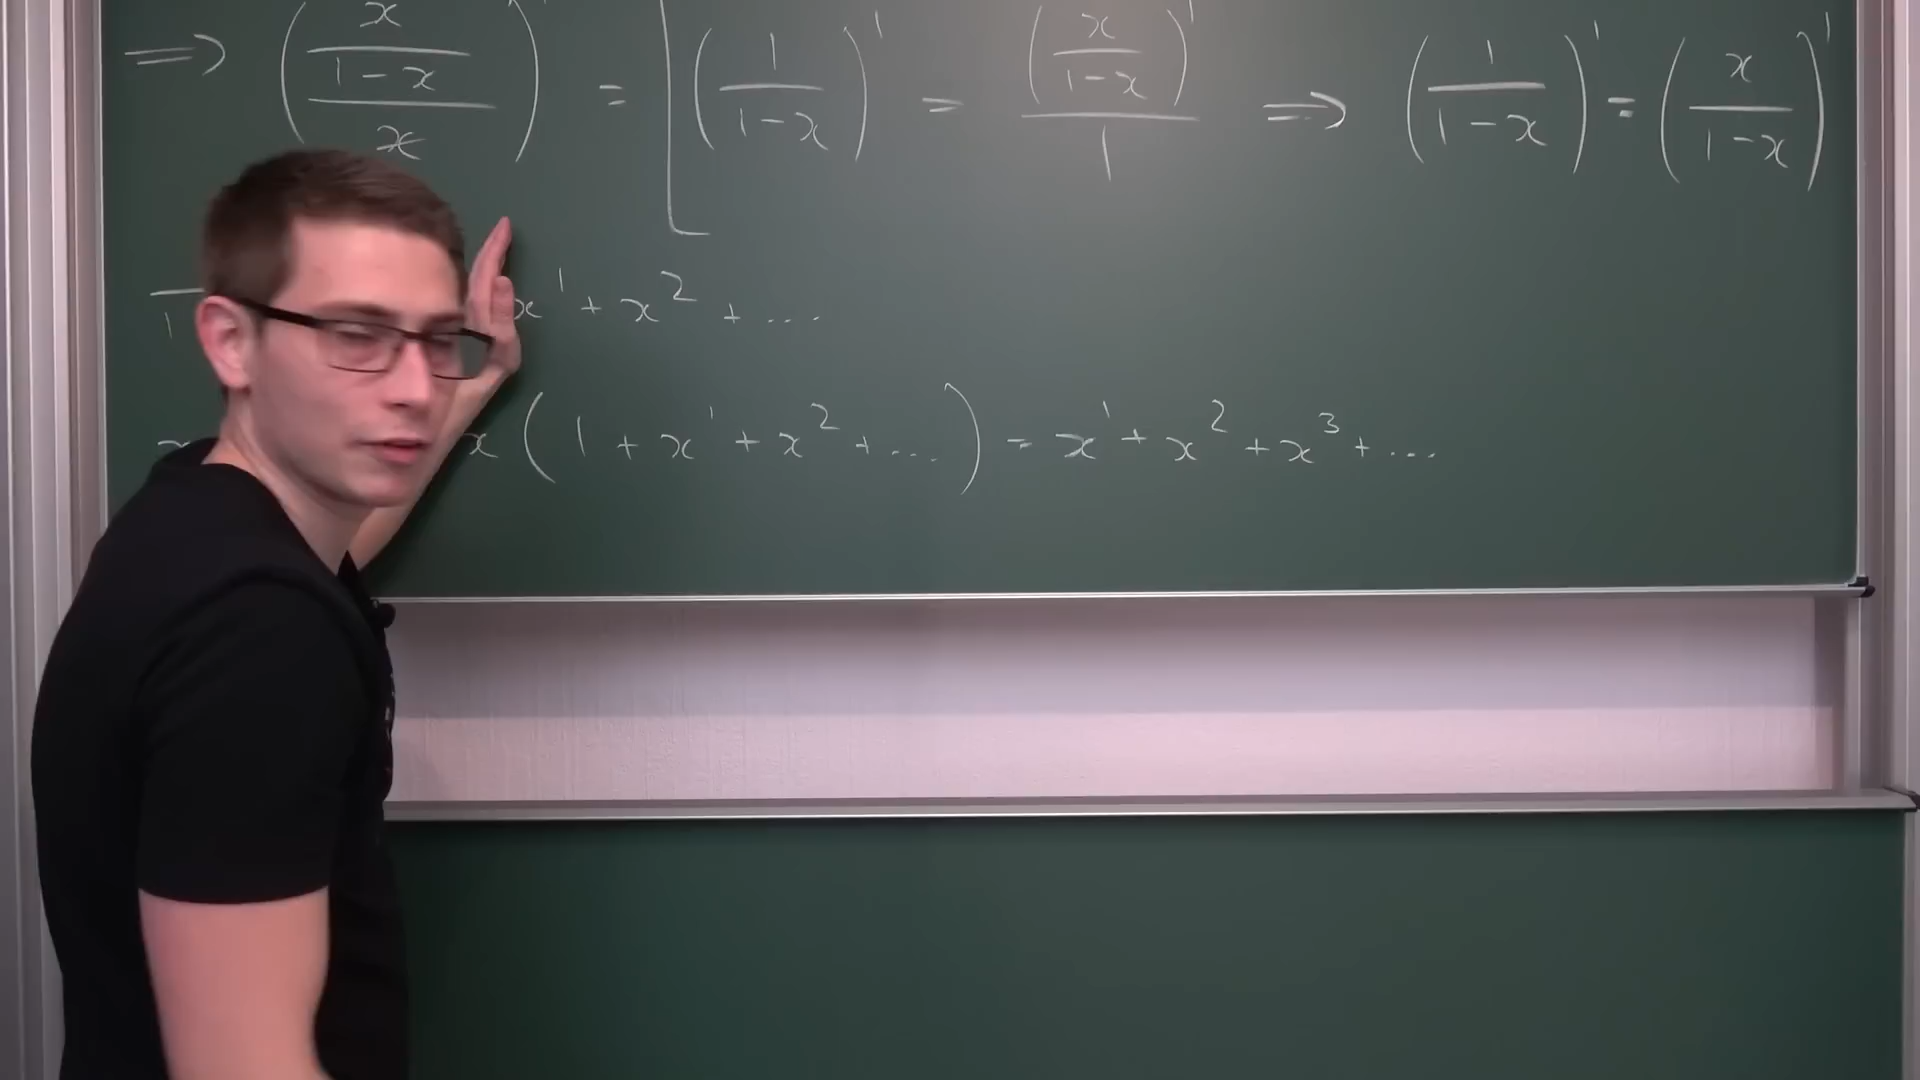 ⟹ ((x/(1-x))/x)' = [(1/(1-x))' = (x/(1-x))'/1 ⟹ (1/(1-x))' = (x/(1-x))'
x¹ + x² + ....
x (1 + x¹ + x² + ...) = x¹ + x² + x³ + ...